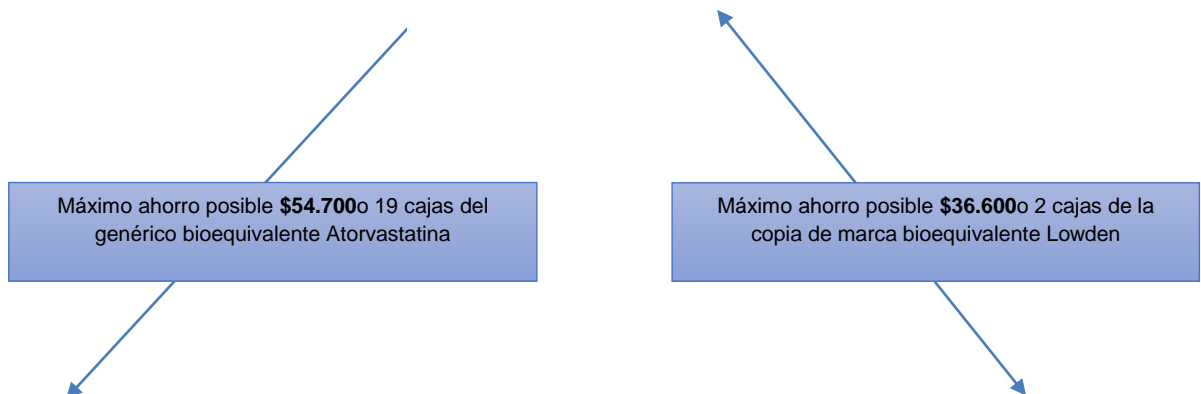 Máximo ahorro posible $54.700o 19 cajas del
genérico bioequivalente Atorvastatina
Máximo ahorro posible $36.600o 2 cajas de la
copia de marca bioequivalente Lowden